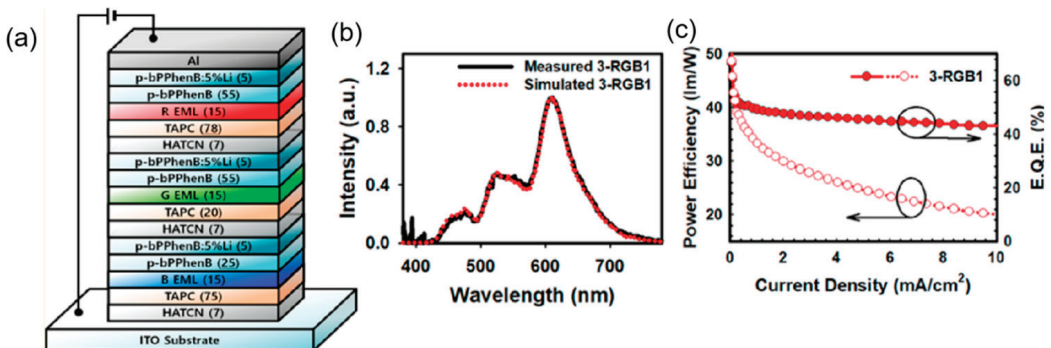 (a)
Al
p-bPPhenB:5%Li (5)
p-bPPhenB (55)
R EML (15)
TAPC (78)
HATCN (7)
p-bPPhenB:5%Li (5)
p-bPPhenB (55)
G EML (15)
TAPC (20)
HATCN (7)
p-bPPhenB:5%Li (5)
p-bPPhenB (25)
B EML (15)
TAPC (75)
HATCN (7)
ITO Substrate
(b)
Measured 3-RGB1
Simulated 3-RGB1
Intensity (a.u.)
1.2
0.8
0.4
0.0
400 500 600 700
Wavelength (nm)
(c)
3-RGB1
Power Efficiency (lm/W)
50
40
30
20
60
40
20
0
E.Q.E. (%)
0 2 4 6 8 10
Current Density (mA/cm²)